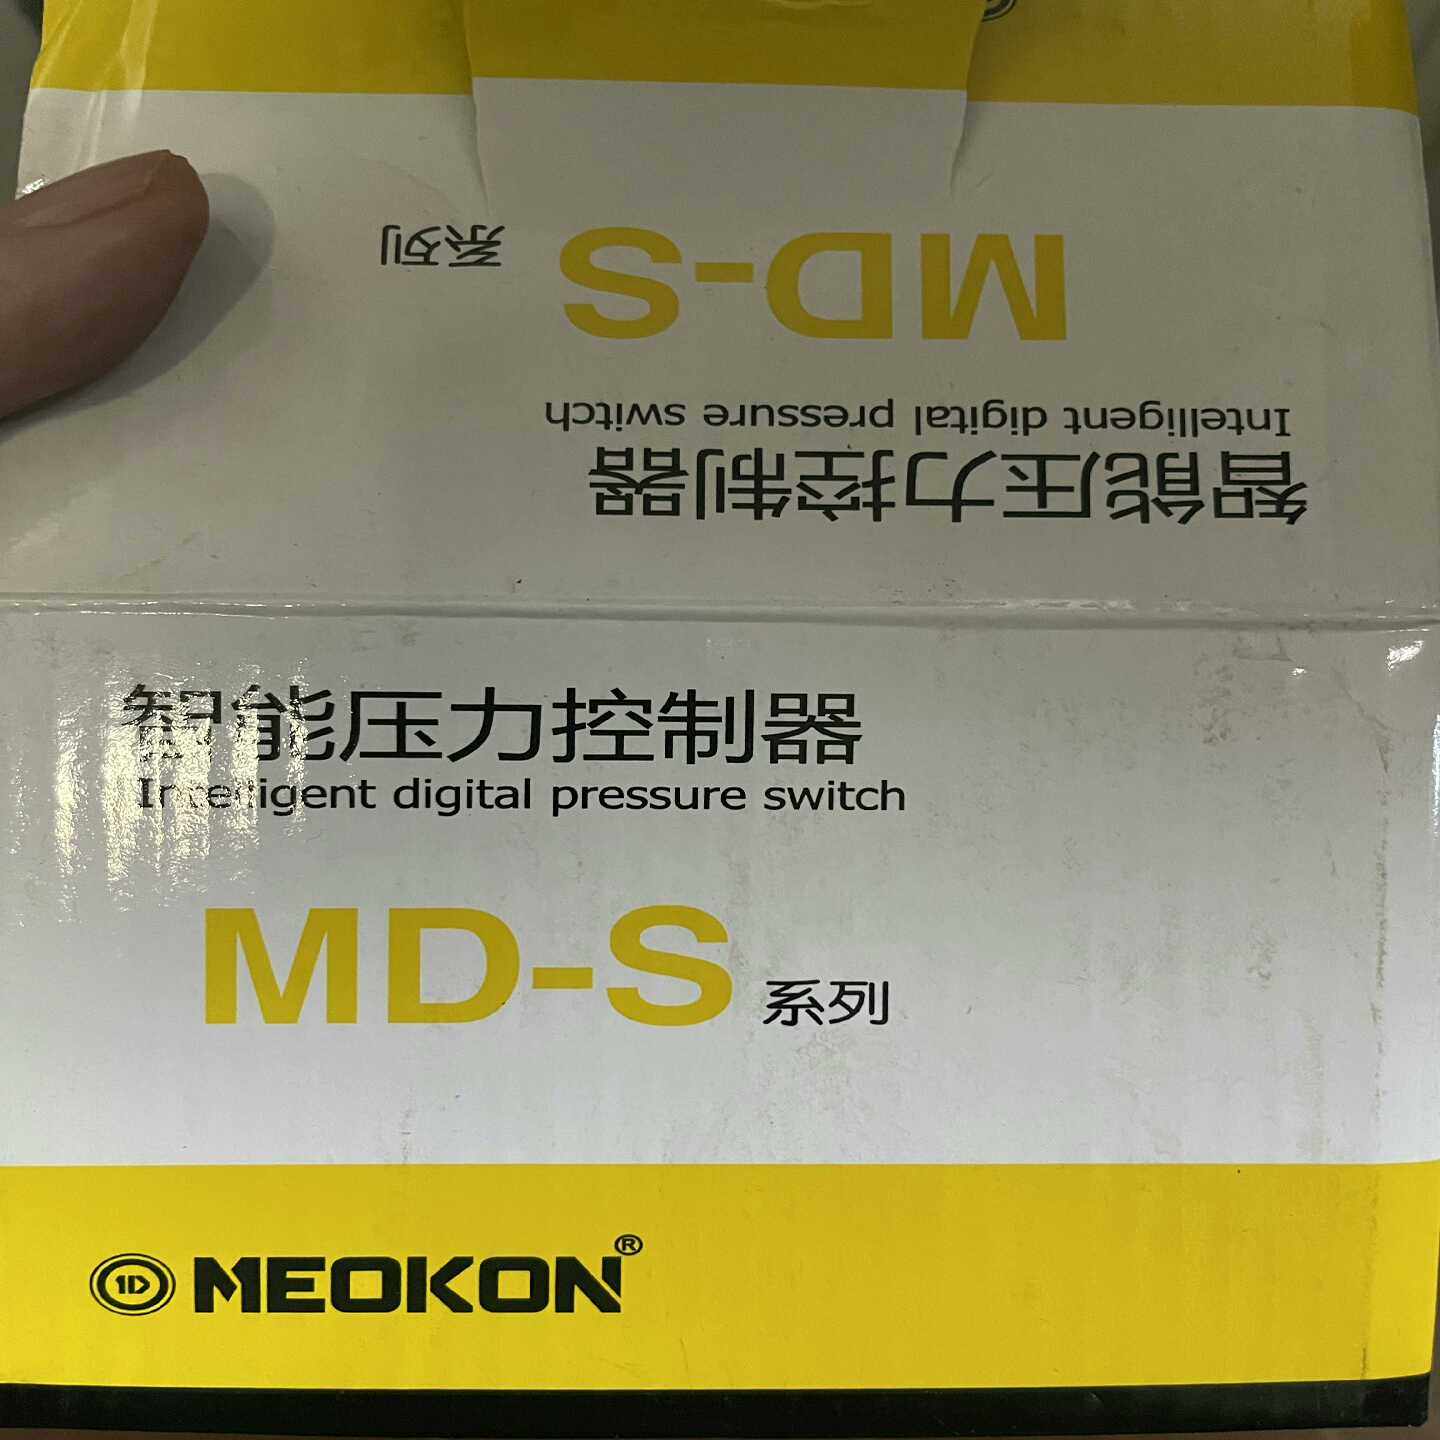 MD-S 系列
Intelligent digital pressure switch
智能压力控制器
智能压力控制器
Intelligent digital pressure switch
MD-S 系列
MEOKON®